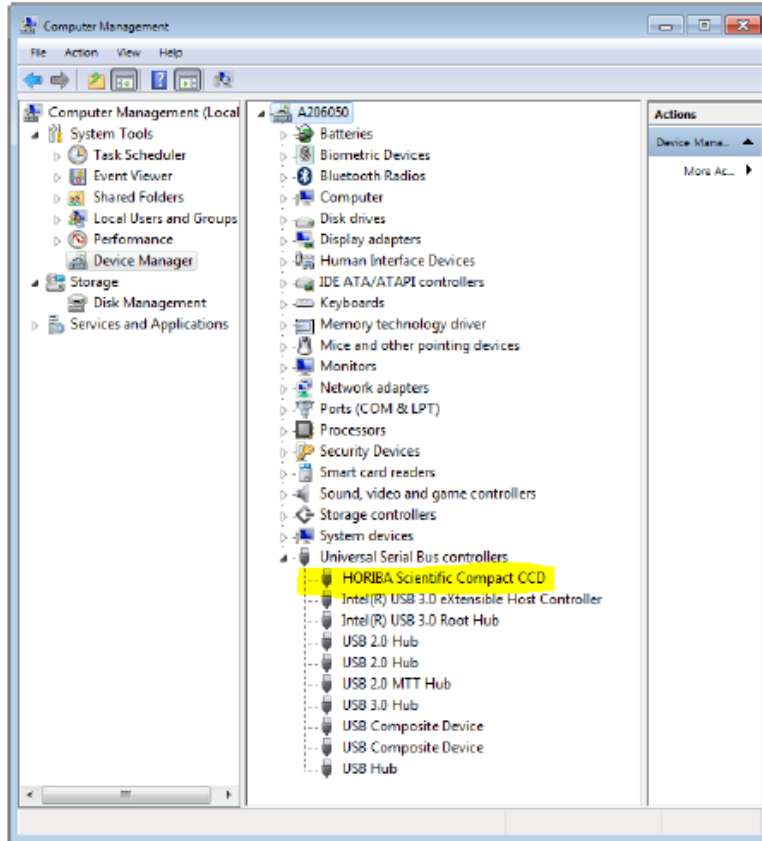 Computer Management
File Action View Help
Computer Management (Local
System Tools
Task Scheduler
Event Viewer
Shared Folders
Local Users and Groups
Performance
Device Manager
Storage
Disk Management
Services and Applications
A206050
Batteries
Biometric Devices
Bluetooth Radios
Computer
Disk drives
Display adapters
Human Interface Devices
IDE ATA/ATAPI controllers
Keyboards
Memory technology driver
Mice and other pointing devices
Monitors
Network adapters
Ports (COM & LPT)
Processors
Security Devices
Smart card readers
Sound, video and game controllers
Storage controllers
System devices
Universal Serial Bus controllers
HORIBA Scientific Compact CCD
Intel(R) USB 3.0 eXtensible Host Controller
Intel(R) USB 3.0 Root Hub
USB 2.0 Hub
USB 2.0 Hub
USB 2.0 MTT Hub
USB 3.0 Hub
USB Composite Device
USB Composite Device
USB Hub
Actions
Device Mana...
More Ac...